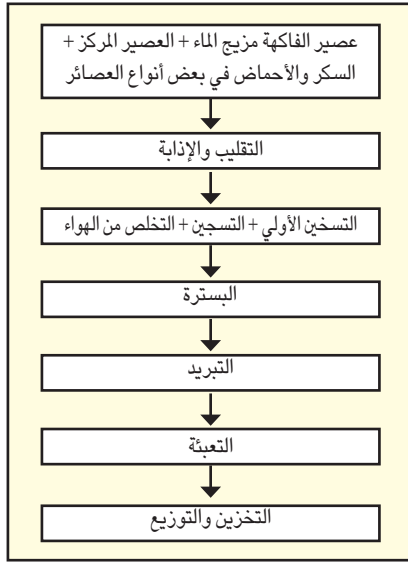 عصير الفاكهة مزيج الماء + العصير المركز +
السكر والأحماض في بعض أنواع العصائر
التقليب والإذابة
التسخين الأولي + التسجين + التخلص من الهواء
البسترة
التبريد
التعبئة
التخزين والتوزيع